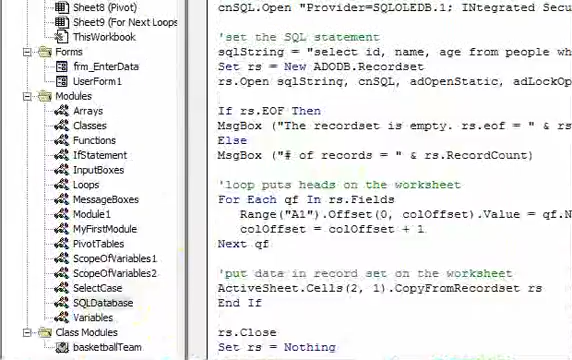 Sheet8 (Pivot)
Sheet9 (For Next Loops
ThisWorkbook
Forms
frm_EnterData
UserForm1
Modules
Arrays
Classes
Functions
IfStatement
InputBoxes
Loops
MessageBoxes
Module1
MyFirstModule
PivotTables
ScopeOfVariables1
ScopeOfVariables2
SelectCase
SQLDatabase
Variables
Class Modules
basketballTeam
cnSQL.Open "Provider=SQLOLEDB.1; INtegrated Secu
'set the SQL statement
sqlString = "select id, name, age from people wh
Set rs = New ADODB.Recordset
rs.Open sqlString, cnSQL, adOpenStatic, adLockOp
If rs.EOF Then
MsgBox ("The recordset is empty. rs.eof = " & rs
Else
MsgBox ("# of records = " & rs.RecordCount)
'loop puts heads on the worksheet
For Each qf In rs.Fields
Range("A1").Offset(0, colOffset).Value = qf.N
colOffset = colOffset + 1
Next qf
'put data in record set on the worksheet
ActiveSheet.Cells(2, 1).CopyFromRecordset rs
End If
rs.Close
Set rs = Nothing